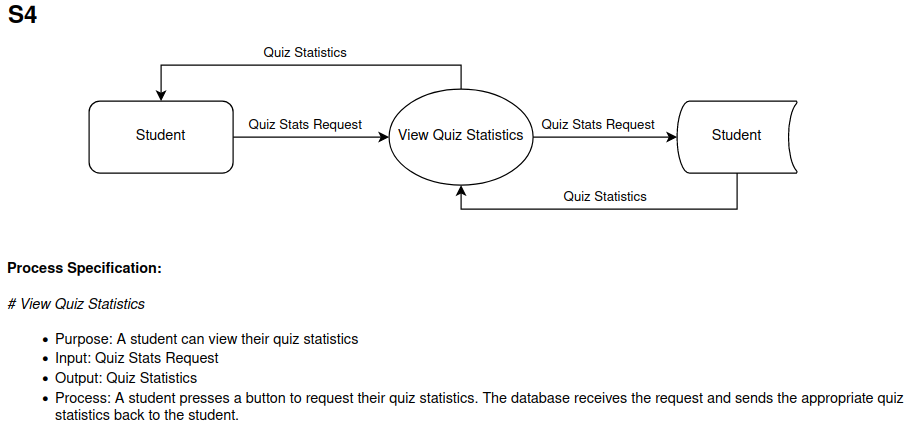 S4
Quiz Statistics
Student
Quiz Stats Request
View Quiz Statistics
Quiz Stats Request
Student
Quiz Statistics
Process Specification:
# View Quiz Statistics
• Purpose: A student can view their quiz statistics
• Input: Quiz Stats Request
• Output: Quiz Statistics
• Process: A student presses a button to request their quiz statistics. The database receives the request and sends the appropriate quiz
statistics back to the student.